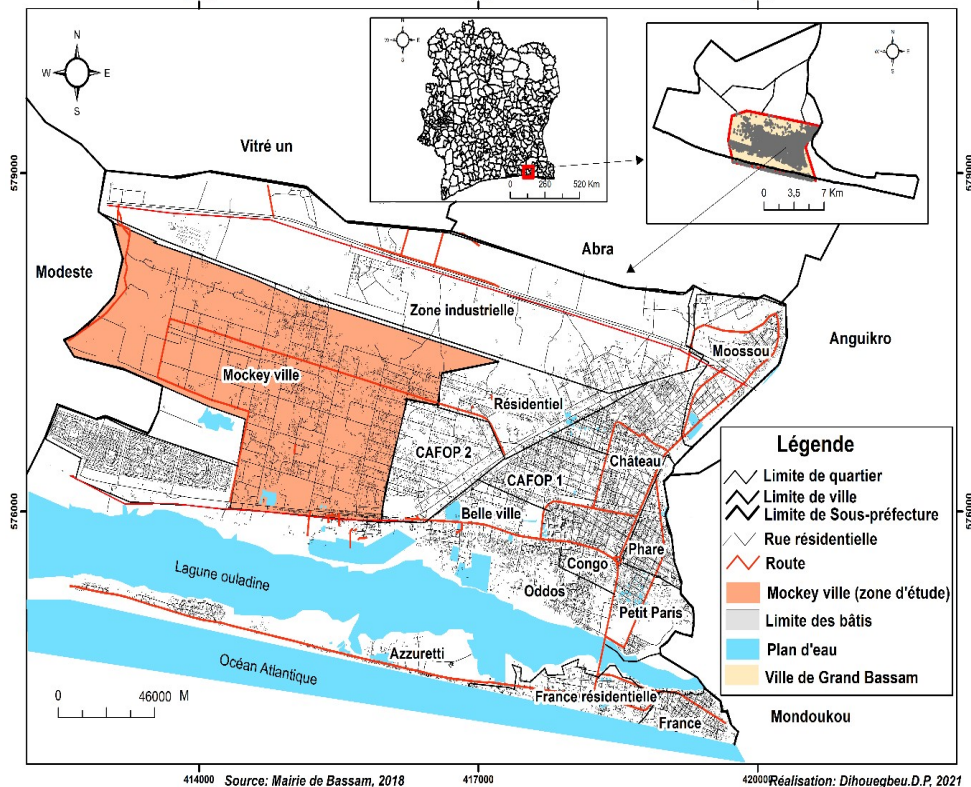 N
W E
S
N
S
0 260 520 Km
N
S
0 3.5 7 KM
Vitré un
579000
579000
Abra
Modeste
Zone industrielle
Moossou
Anguikro
Mockey ville
Résidentiel
CAFOP 2
Château
CAFOP 1
Belle ville
576000
576000
Phare
Congo
Lagune ouladine
Oddos
Petit Paris
Azzuretti
Océan Atlantique
France résidentielle
France
Mondoukou
0 46000 M
Légende
Limite de quartier
Limite de ville
Limite de Sous-préfecture
Rue résidentielle
Route
Mockey ville (zone d'étude)
Limite des bâtis
Plan d'eau
Ville de Grand Bassam
414000 417000 420000
Source: Mairie de Bassam, 2018
Réalisation: Dihouegbeu.D.P, 2021